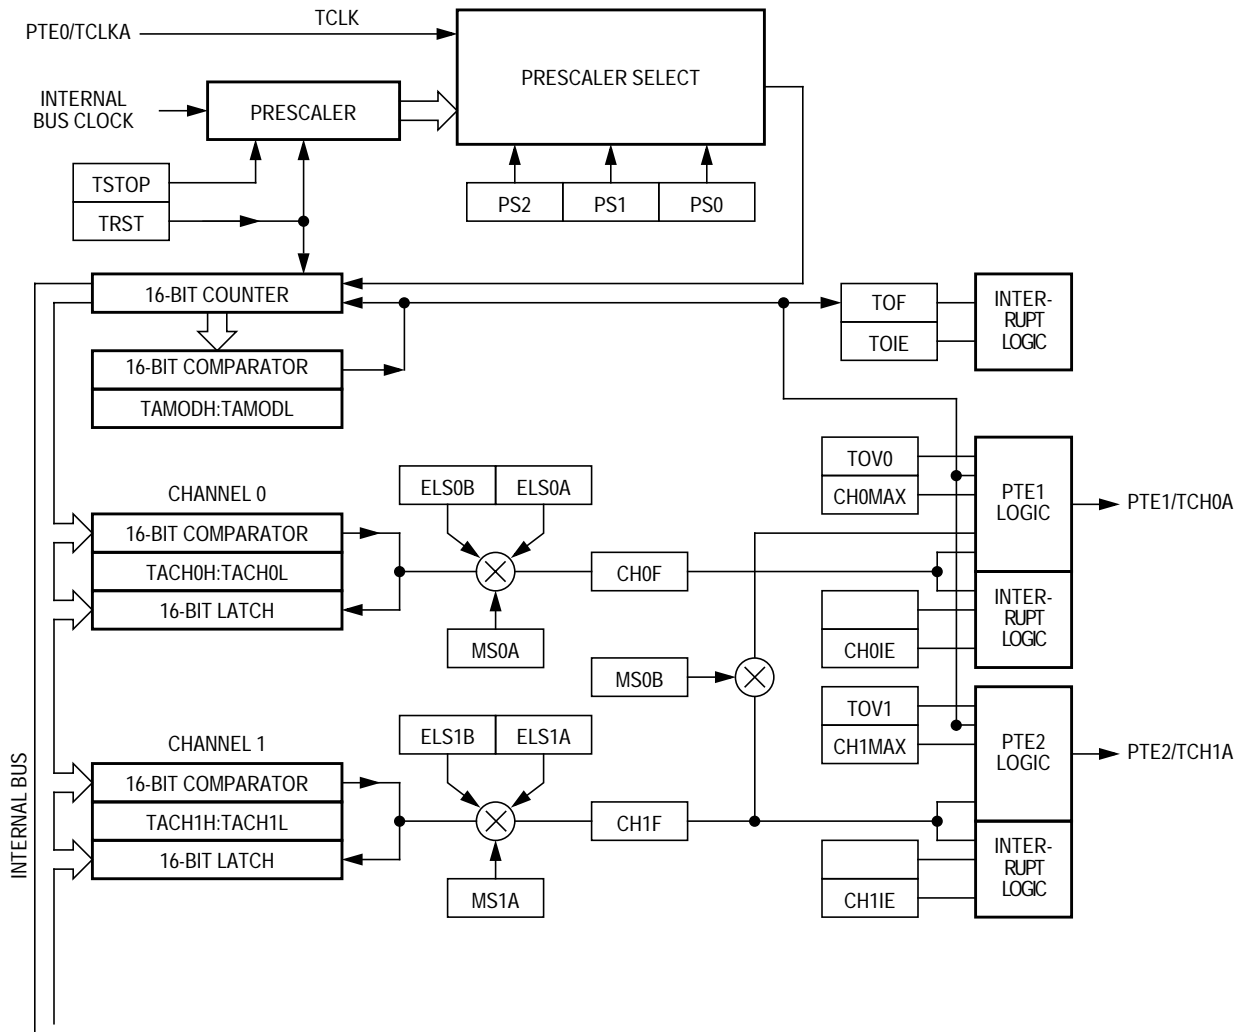 TCLK
PTE0/TCLKA
PRESCALER SELECT
INTERNAL
BUS CLOCK
PRESCALER
TSTOP
TRST
PS2 PS1 PS0
16-BIT COUNTER
16-BIT COMPARATOR
TAMODH:TAMODL
TOF
TOIE
INTER-
RUPT
LOGIC
CHANNEL 0
16-BIT COMPARATOR
TACH0H:TACH0L
16-BIT LATCH
ELS0B ELS0A
MS0A
CH0F
TOV0
CH0MAX
PTE1
LOGIC
PTE1/TCH0A
INTER-
RUPT
LOGIC
CH0IE
MS0B
CHANNEL 1
16-BIT COMPARATOR
TACH1H:TACH1L
16-BIT LATCH
ELS1B ELS1A
MS1A
CH1F
TOV1
CH1MAX
PTE2
LOGIC
PTE2/TCH1A
INTER-
RUPT
LOGIC
CH1IE
INTERNAL BUS